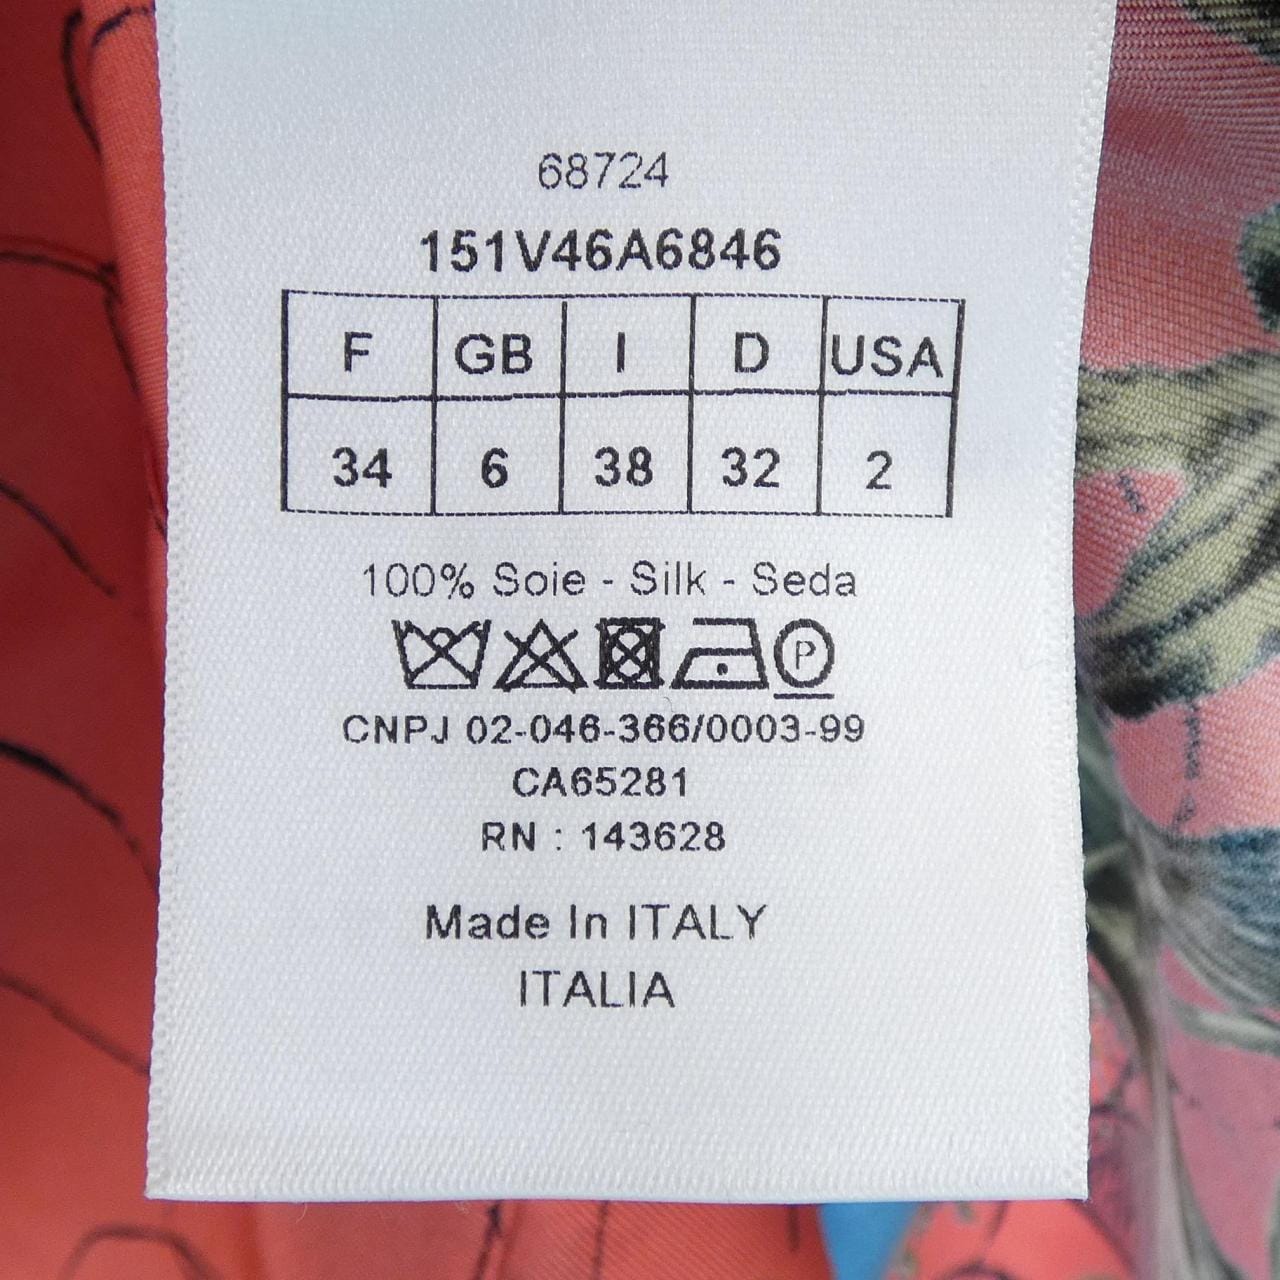 68724
151V46A6846
F GB I D USA
34 6 38 32 2
100% Soie - Silk - Seda
P
CNPJ 02-046-366/0003-99
CA65281
RN : 143628
Made In ITALY
ITALIA